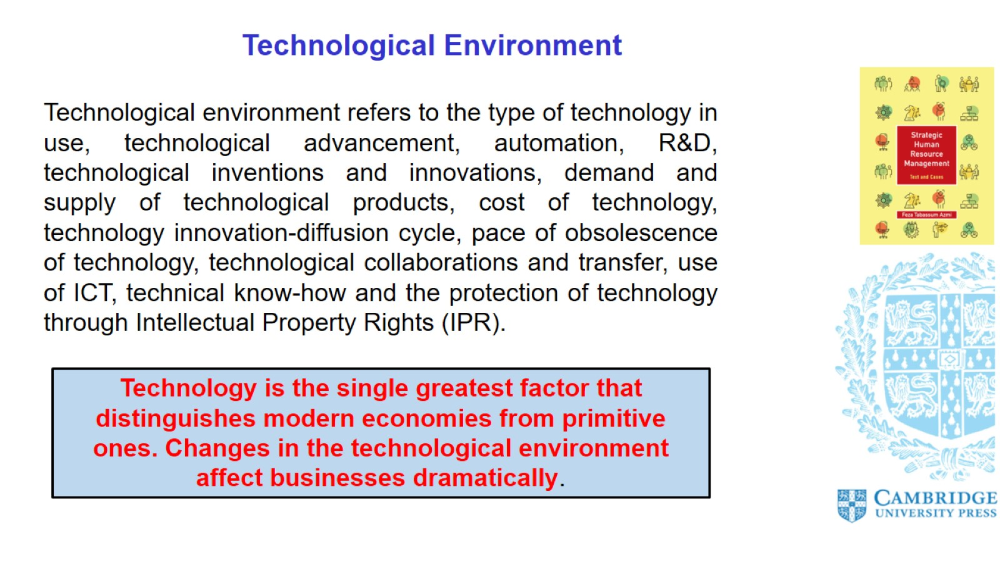 Technological Environment
Technological environment refers to the type of technology in
use, technological advancement, automation, R&D,
technological inventions and innovations, demand and
supply of technological products, cost of technology,
technology innovation-diffusion cycle, pace of obsolescence
of technology, technological collaborations and transfer, use
of ICT, technical know-how and the protection of technology
through Intellectual Property Rights (IPR).
Technology is the single greatest factor that
distinguishes modern economies from primitive
ones. Changes in the technological environment
affect businesses dramatically.
Strategic
Human
Resource
Management
Text and Cases
Feza Tabassum Azmi
CAMBRIDGE
UNIVERSITY PRESS